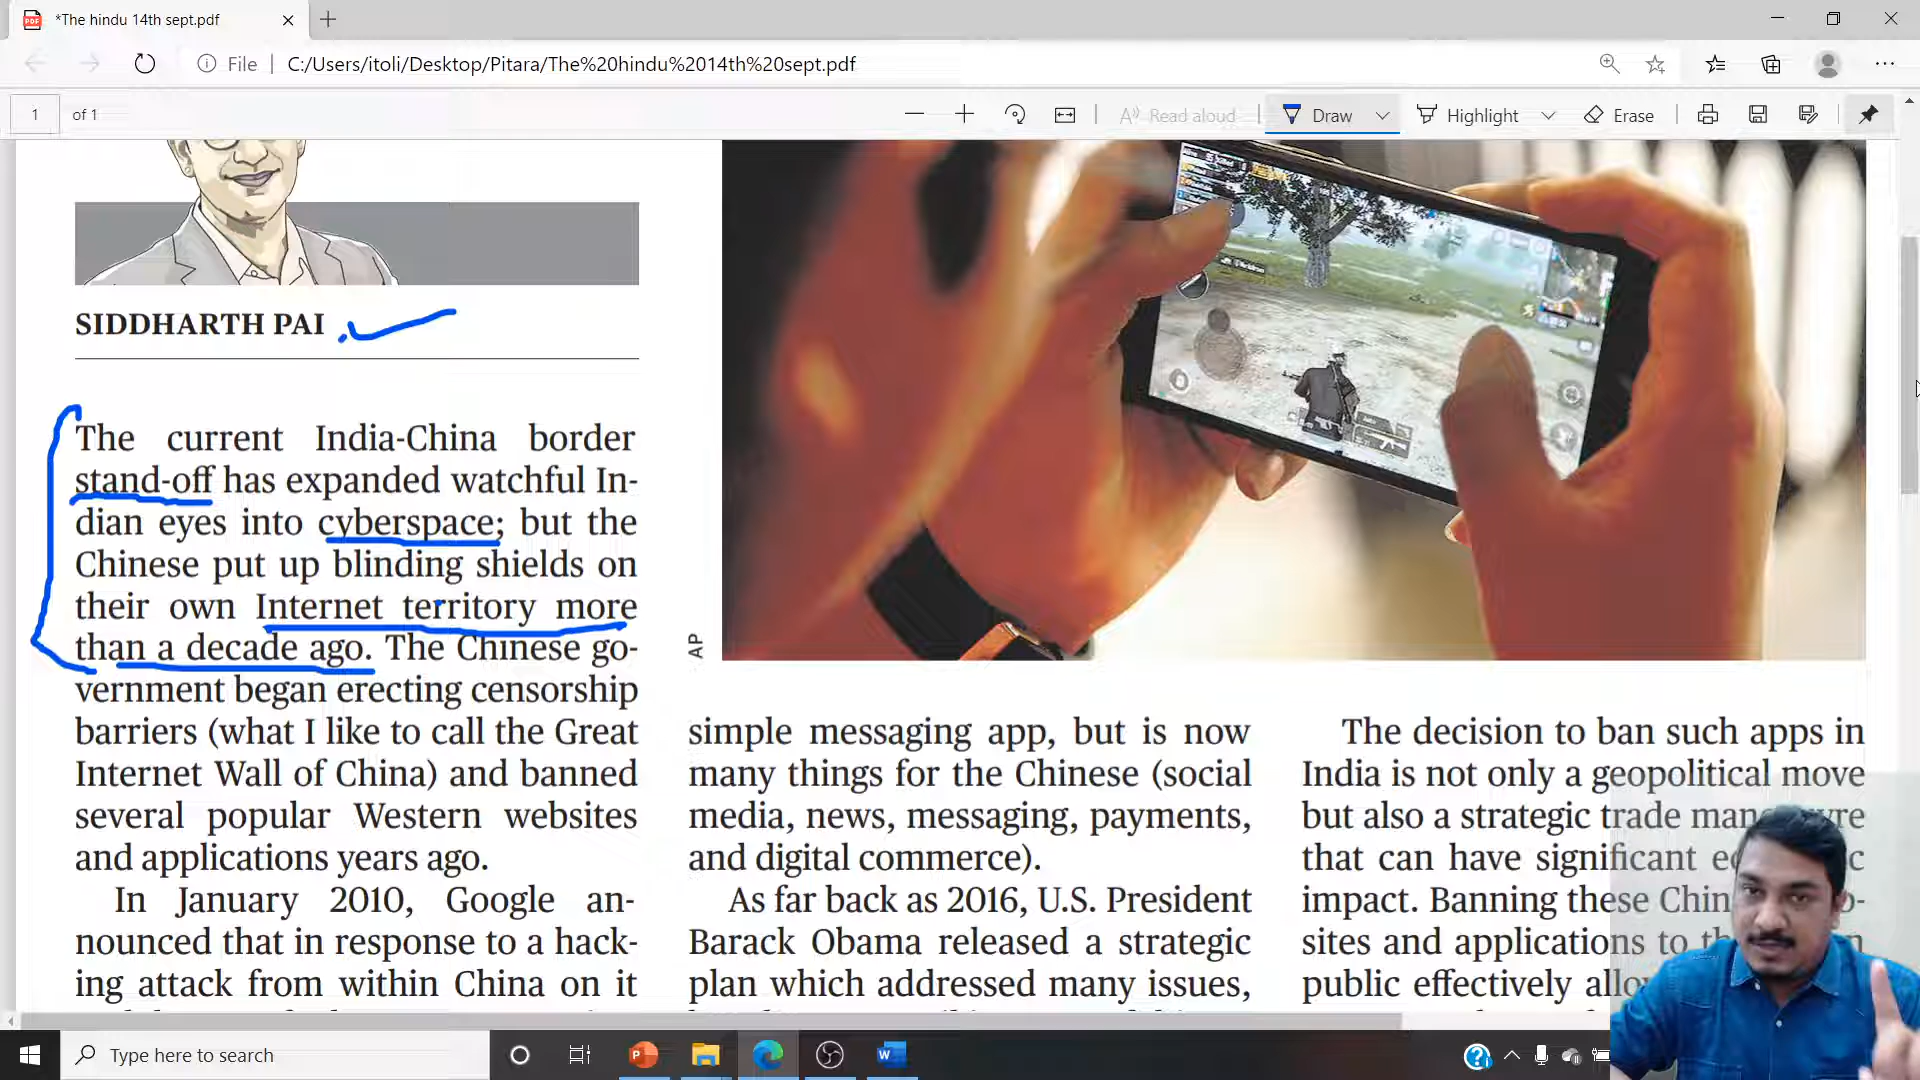 *The hindu 14th sept.pdf
File
C:/Users/itoli/Desktop/Pitara/The%20hindu%2014th%20sept.pdf
1 of 1
Read aloud
Draw
Highlight
Erase
SIDDHARTH PAI
The current India-China border
stand-off has expanded watchful In-
dian eyes into cyberspace; but the
Chinese put up blinding shields on
their own Internet territory more
than a decade ago. The Chinese go-
vernment began erecting censorship
barriers (what I like to call the Great
Internet Wall of China) and banned
several popular Western websites
and applications years ago.
In January 2010, Google an-
nounced that in response to a hack-
ing attack from within China on it
AP
simple messaging app, but is now
many things for the Chinese (social
media, news, messaging, payments,
and digital commerce).
As far back as 2016, U.S. President
Barack Obama released a strategic
plan which addressed many issues,
The decision to ban such apps in
India is not only a geopolitical move
but also a strategic trade
that can have significant
impact. Banning these
sites and applications to
public effectively
Type here to search